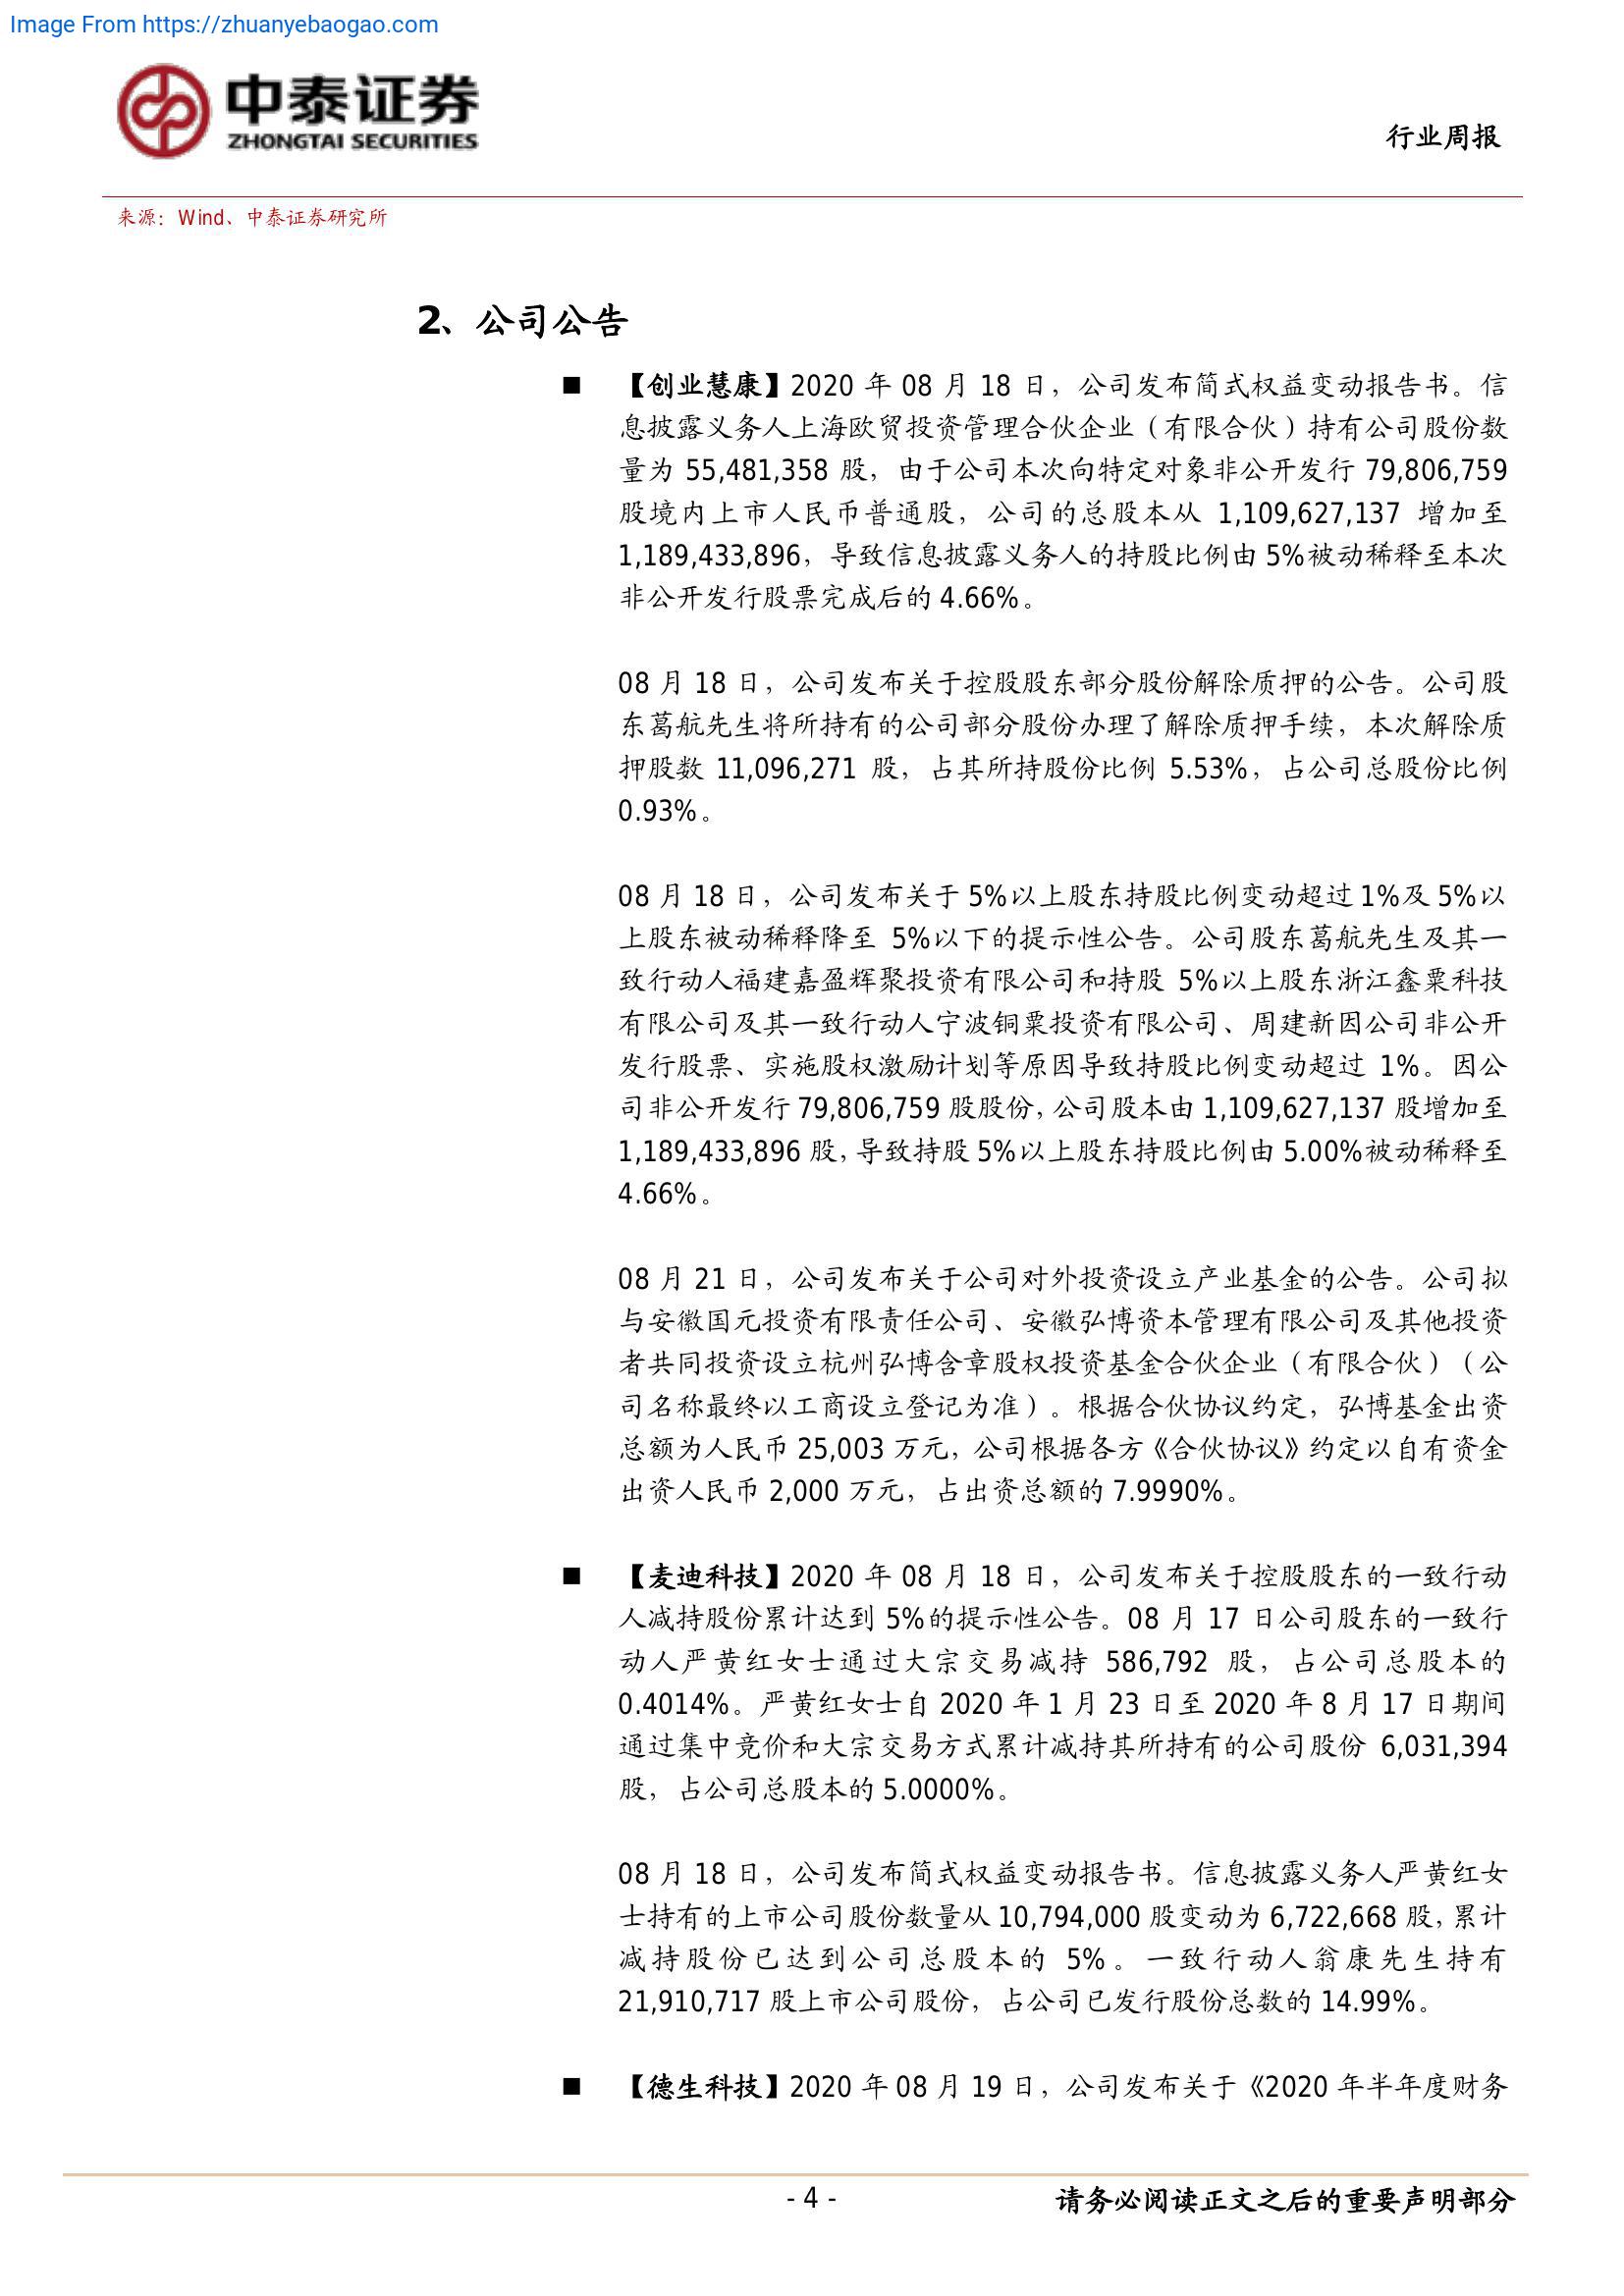 Image From https://zhuanyebaogao.com
中泰证券
ZHONGTAI SECURITIES
行业周报
来源：Wind、中泰证券研究所
2、公司公告
■ 【创业慧康】2020 年 08 月 18 日，公司发布简式权益变动报告书。信
息披露义务人上海欧贸投资管理合伙企业（有限合伙）持有公司股份数
量为 55,481,358 股，由于公司本次向特定对象非公开发行 79,806,759
股境内上市人民币普通股，公司的总股本从 1,109,627,137 增加至
1,189,433,896，导致信息披露义务人的持股比例由 5%被动稀释至本次
非公开发行股票完成后的 4.66%。
08 月 18 日，公司发布关于控股股东部分股份解除质押的公告。公司股
东葛航先生将所持有的公司部分股份办理了解除质押手续，本次解除质
押股数 11,096,271 股，占其所持股份比例 5.53%，占公司总股份比例
0.93%。
08 月 18 日，公司发布关于 5%以上股东持股比例变动超过 1%及 5%以
上股东被动稀释降至 5%以下的提示性公告。公司股东葛航先生及其一
致行动人福建嘉盈辉聚投资有限公司和持股 5%以上股东浙江鑫粟科技
有限公司及其一致行动人宁波铜粟投资有限公司、周建新因公司非公开
发行股票、实施股权激励计划等原因导致持股比例变动超过 1%。因公
司非公开发行 79,806,759 股股份，公司股本由 1,109,627,137 股增加至
1,189,433,896 股，导致持股 5%以上股东持股比例由 5.00%被动稀释至
4.66%。
08 月 21 日，公司发布关于公司对外投资设立产业基金的公告。公司拟
与安徽国元投资有限责任公司、安徽弘博资本管理有限公司及其他投资
者共同投资设立杭州弘博含章股权投资基金合伙企业（有限合伙）（公
司名称最终以工商设立登记为准）。根据合伙协议约定，弘博基金出资
总额为人民币 25,003 万元，公司根据各方《合伙协议》约定以自有资金
出资人民币 2,000 万元，占出资总额的 7.9990%。
■ 【麦迪科技】2020 年 08 月 18 日，公司发布关于控股股东的一致行动
人减持股份累计达到 5%的提示性公告。08 月 17 日公司股东的一致行
动人严黄红女士通过大宗交易减持 586,792 股，占公司总股本的
0.4014%。严黄红女士自 2020 年 1 月 23 日至 2020 年 8 月 17 日期间
通过集中竞价和大宗交易方式累计减持其所持有的公司股份 6,031,394
股，占公司总股本的 5.0000%。
08 月 18 日，公司发布简式权益变动报告书。信息披露义务人严黄红女
士持有的上市公司股份数量从 10,794,000 股变动为 6,722,668 股，累计
减持股份已达到公司总股本的 5%。一致行动人翁康先生持有
21,910,717 股上市公司股份，占公司已发行股份总数的 14.99%。
■ 【德生科技】2020 年 08 月 19 日，公司发布关于《2020 年半年度财务
- 4 -
请务必阅读正文之后的重要声明部分